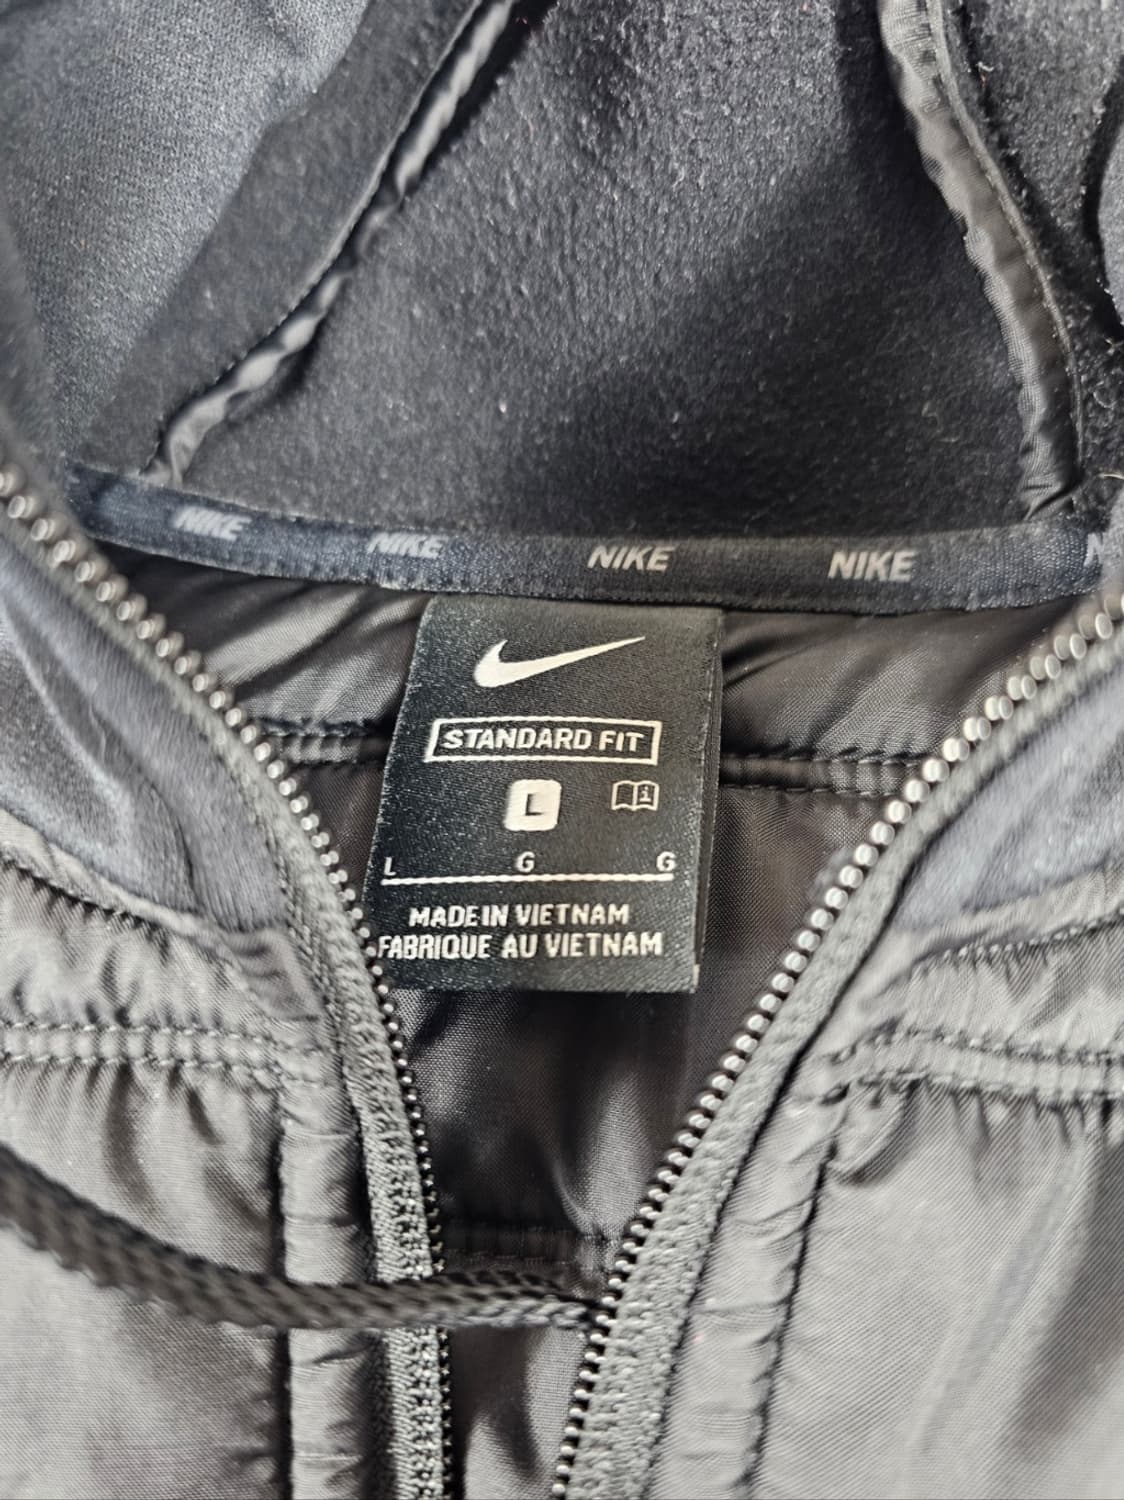 NIKE NIKE NIKE NIKE N
STANDARD FIT
L i
L G G
MADE IN VIETNAM
FABRIQUE AU VIETNAM